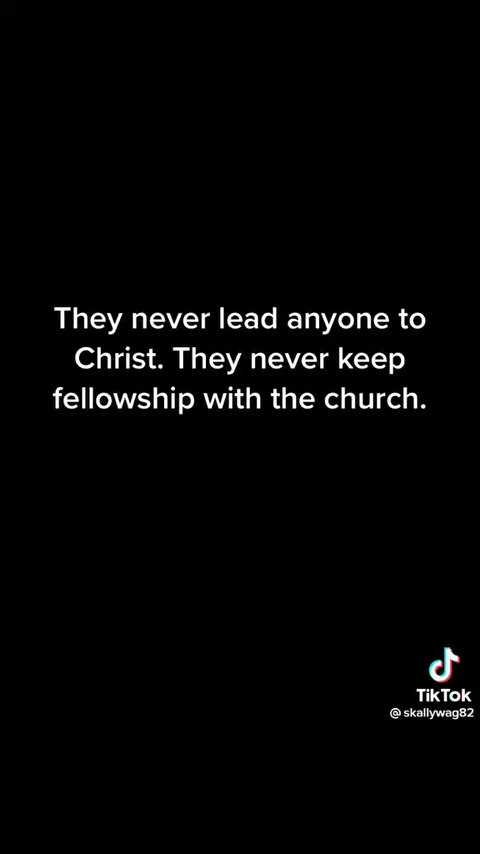 They never lead anyone to
Christ. They never keep
fellowship with the church.
TikTok
@skallywag82